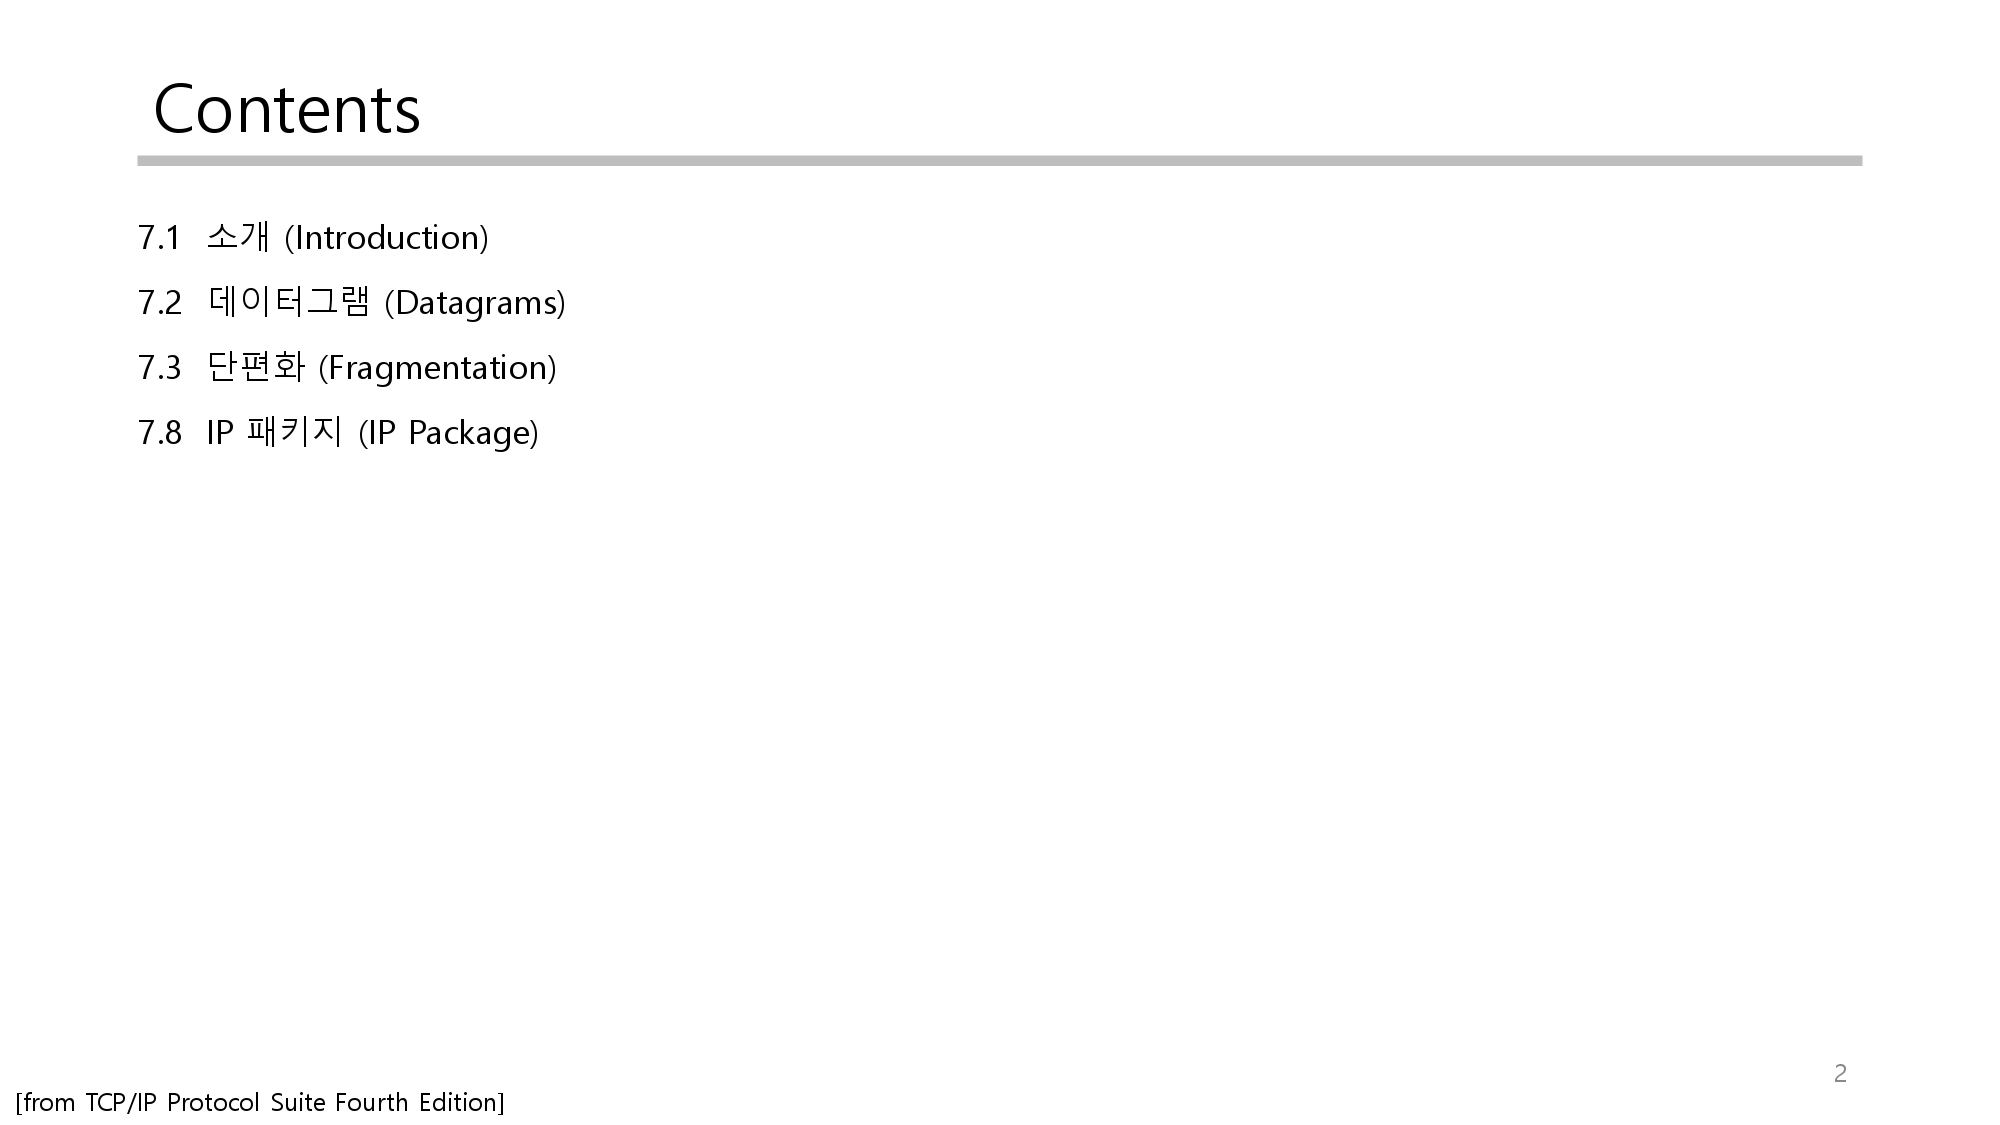 Contents
7.1 소개 (Introduction)
7.2 데이터그램 (Datagrams)
7.3 단편화 (Fragmentation)
7.8 IP 패키지 (IP Package)
2
[from TCP/IP Protocol Suite Fourth Edition]